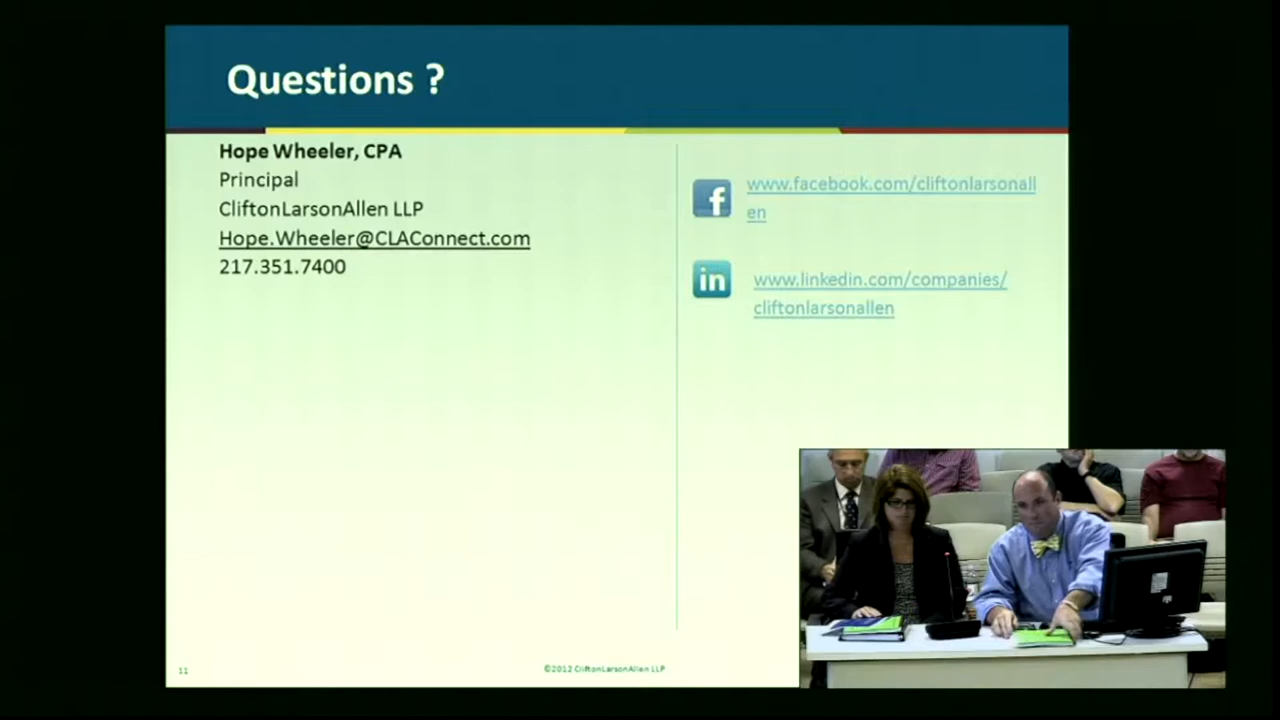 Questions ?
Hope Wheeler, CPA
Principal
CliftonLarsonAllen LLP
Hope.Wheeler@CLAConnect.com
217.351.7400
f
www.facebook.com/cliftonlarsonall
en
in
www.linkedin.com/companies/
cliftonlarsonallen
11
©2012 CliftonLarsonAllen LLP